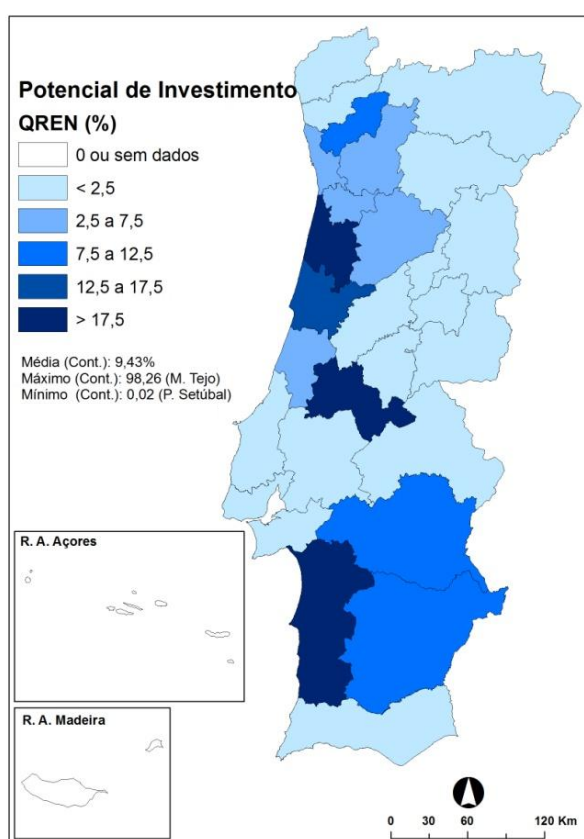 Potencial de Investimento
QREN (%)
0 ou sem dados
< 2,5
2,5 a 7,5
7,5 a 12,5
12,5 a 17,5
> 17,5
Média (Cont.): 9,43%
Máximo (Cont.): 98,26 (M. Tejo)
Mínimo (Cont.): 0,02 (P. Setúbal)
R. A. Açores
R. A. Madeira
0 30 60 120 Km